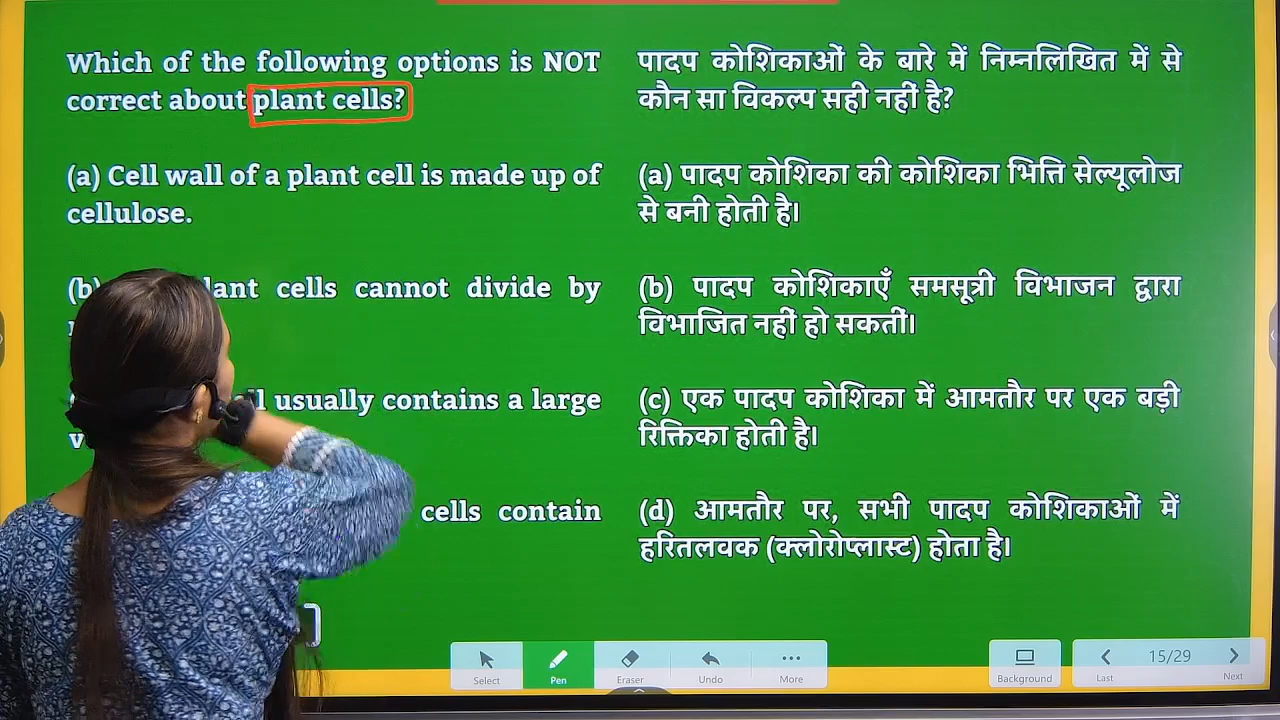 Which of the following options is NOT
correct about plant cells?
(a) Cell wall of a plant cell is made up of
cellulose.
(b) cells cannot divide by
usually contains a large
cells contain
पादप कोशिकाओं के बारे में निम्नलिखित में से
कौन सा विकल्प सही नहीं है?
(a) पादप कोशिका की कोशिका भित्ति सेल्यूलोज
से बनी होती है।
(b) पादप कोशिकाएँ समसूत्री विभाजन द्वारा
विभाजित नहीं हो सकतीं।
(c) एक पादप कोशिका में आमतौर पर एक बड़ी
रिक्तिका होती है।
(d) आमतौर पर, सभी पादप कोशिकाओं में
हरितलवक (क्लोरोप्लास्ट) होता है।
Select
Pen
Eraser
Undo
More
Background
Last
15/29
Next